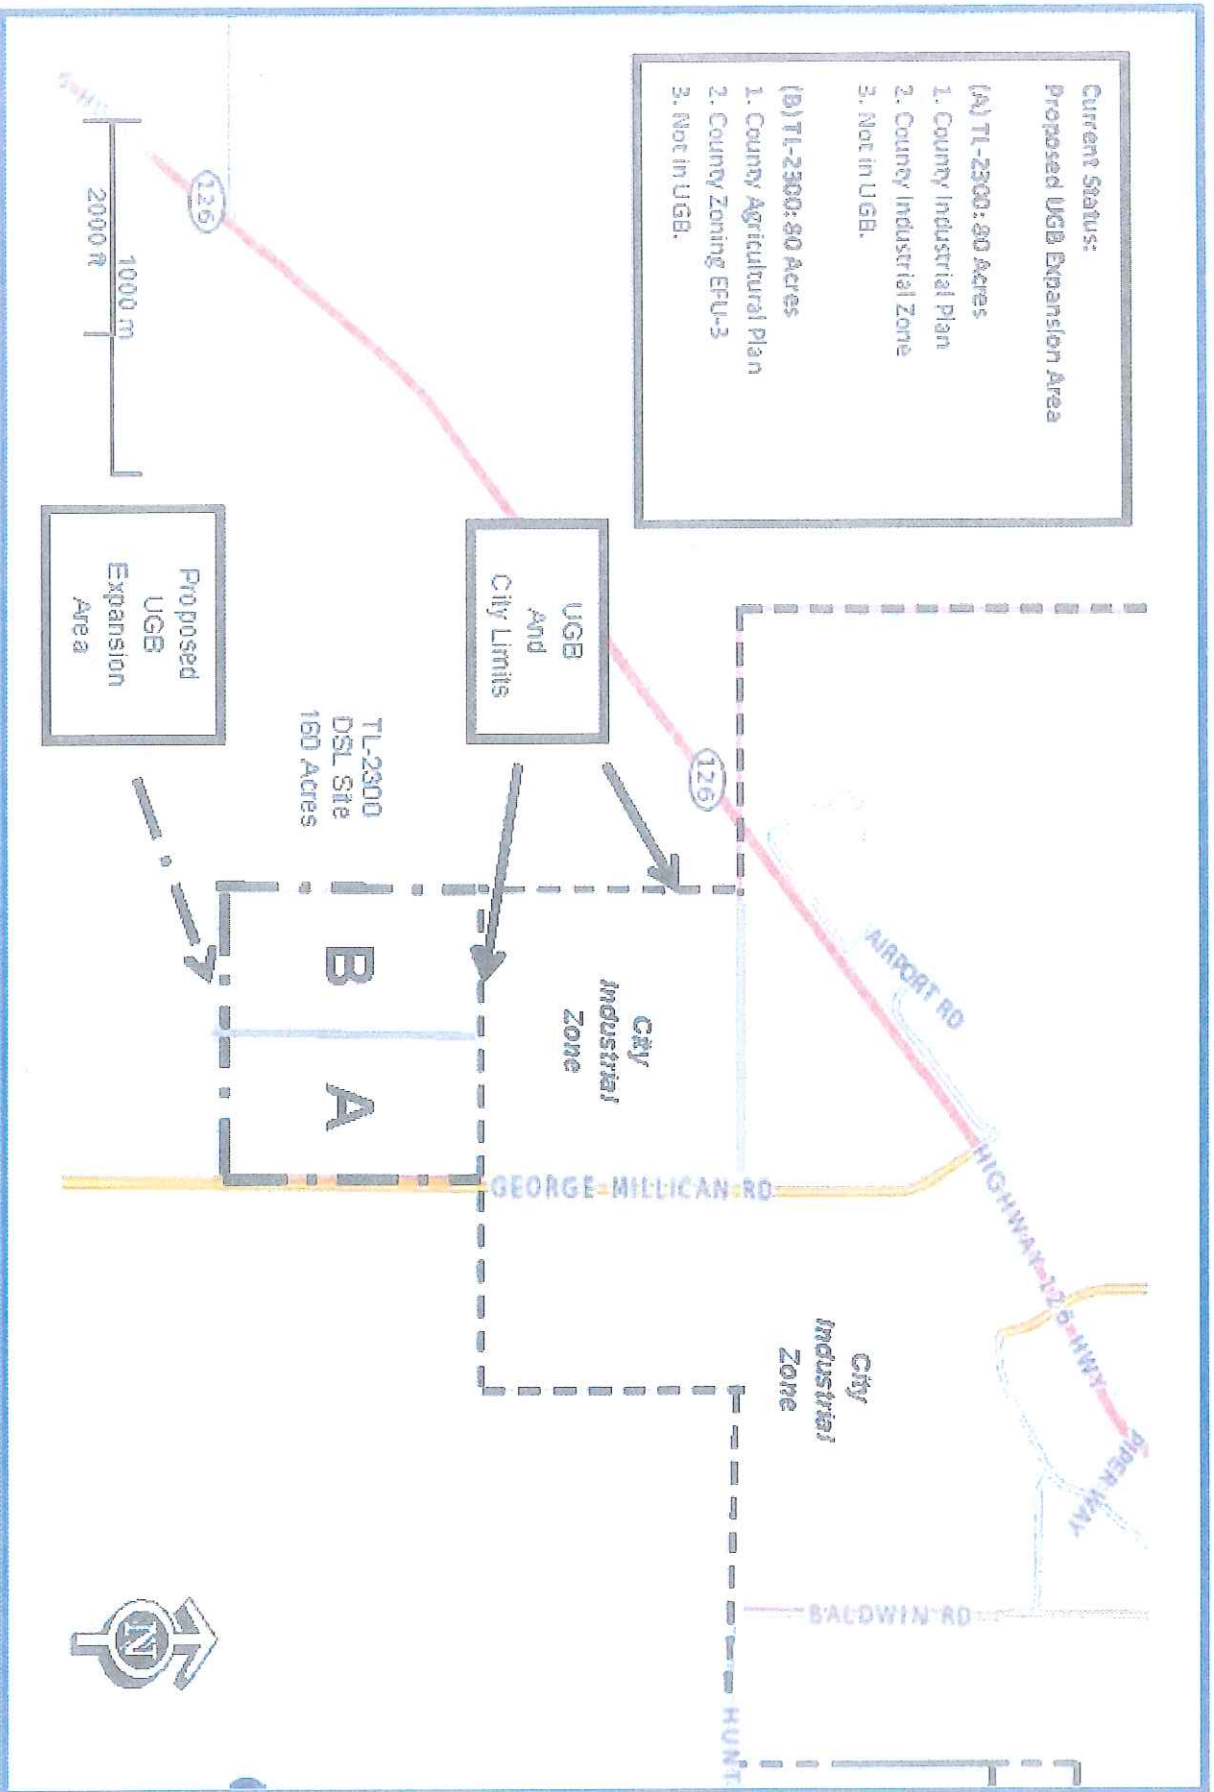 Current Status:
Proposed UGB Expansion Area
(A) TL-2300: 80 Acres
1. County Industrial Plan
2. County Industrial Zone
3. Not in UGB.
(B) TL-2300: 80 Acres
1. County Agricultural Plan
2. County Zoning EFU-3
3. Not in UGB.
126
1000 m
2000 ft
UGB
And
City Limits
Proposed
UGB
Expansion
Area
TL-2300
DSL Site
160 Acres
126
AIRPORT RD
HIGHWAY 126 HWY
PIPER WAY
City
Industrial
Zone
B
A
GEORGE MILLICAN RD
City
Industrial
Zone
BALDWIN RD
HUNT
N